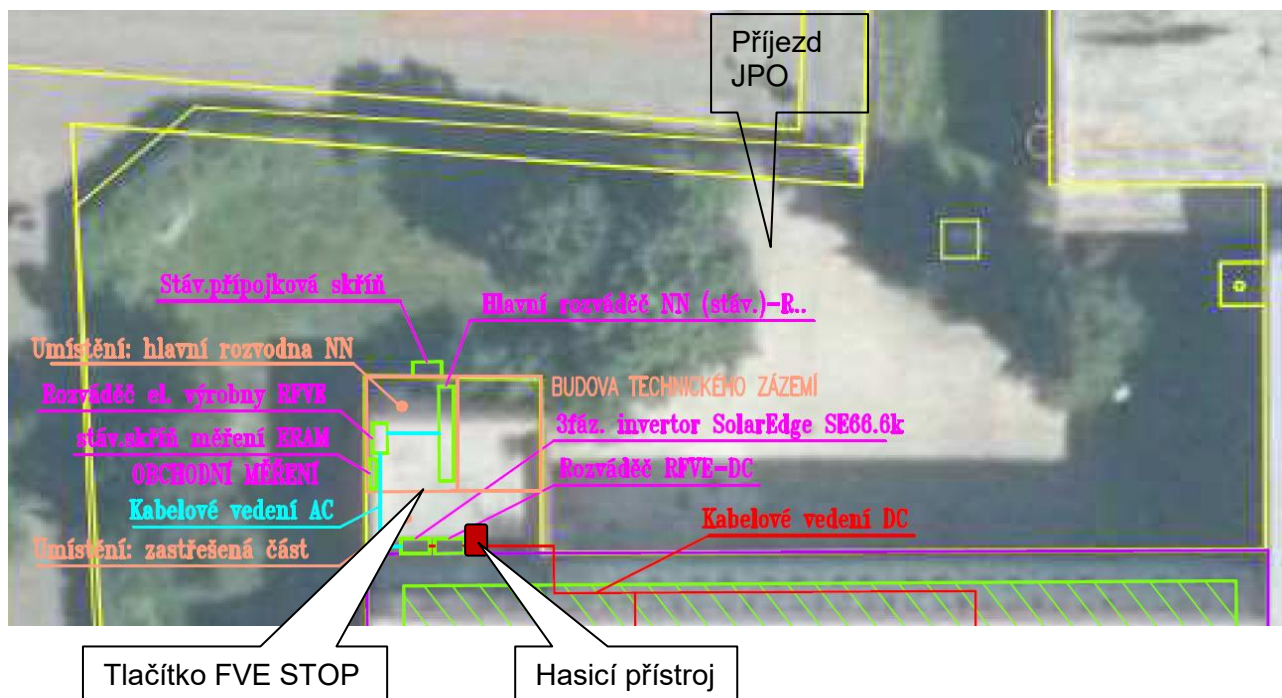 Příjezd
JPO
Stáv.přípojková skříň
Hlavní rozváděč NN (stáv.)-R..
Umístění: hlavní rozvodna NN
BUDOVA TECHNICKÉHO ZÁZEMÍ
Rozváděč el. výrobny RFVE
3fáz. invertor SolarEdge SE66.6k
stáv.skříň měření ERAM
OBCHODNÍ MĚŘENÍ
Rozváděč RFVE-DC
Kabelové vedení AC
Kabelové vedení DC
Umístění: zastřešená část
Tlačítko FVE STOP
Hasicí přístroj